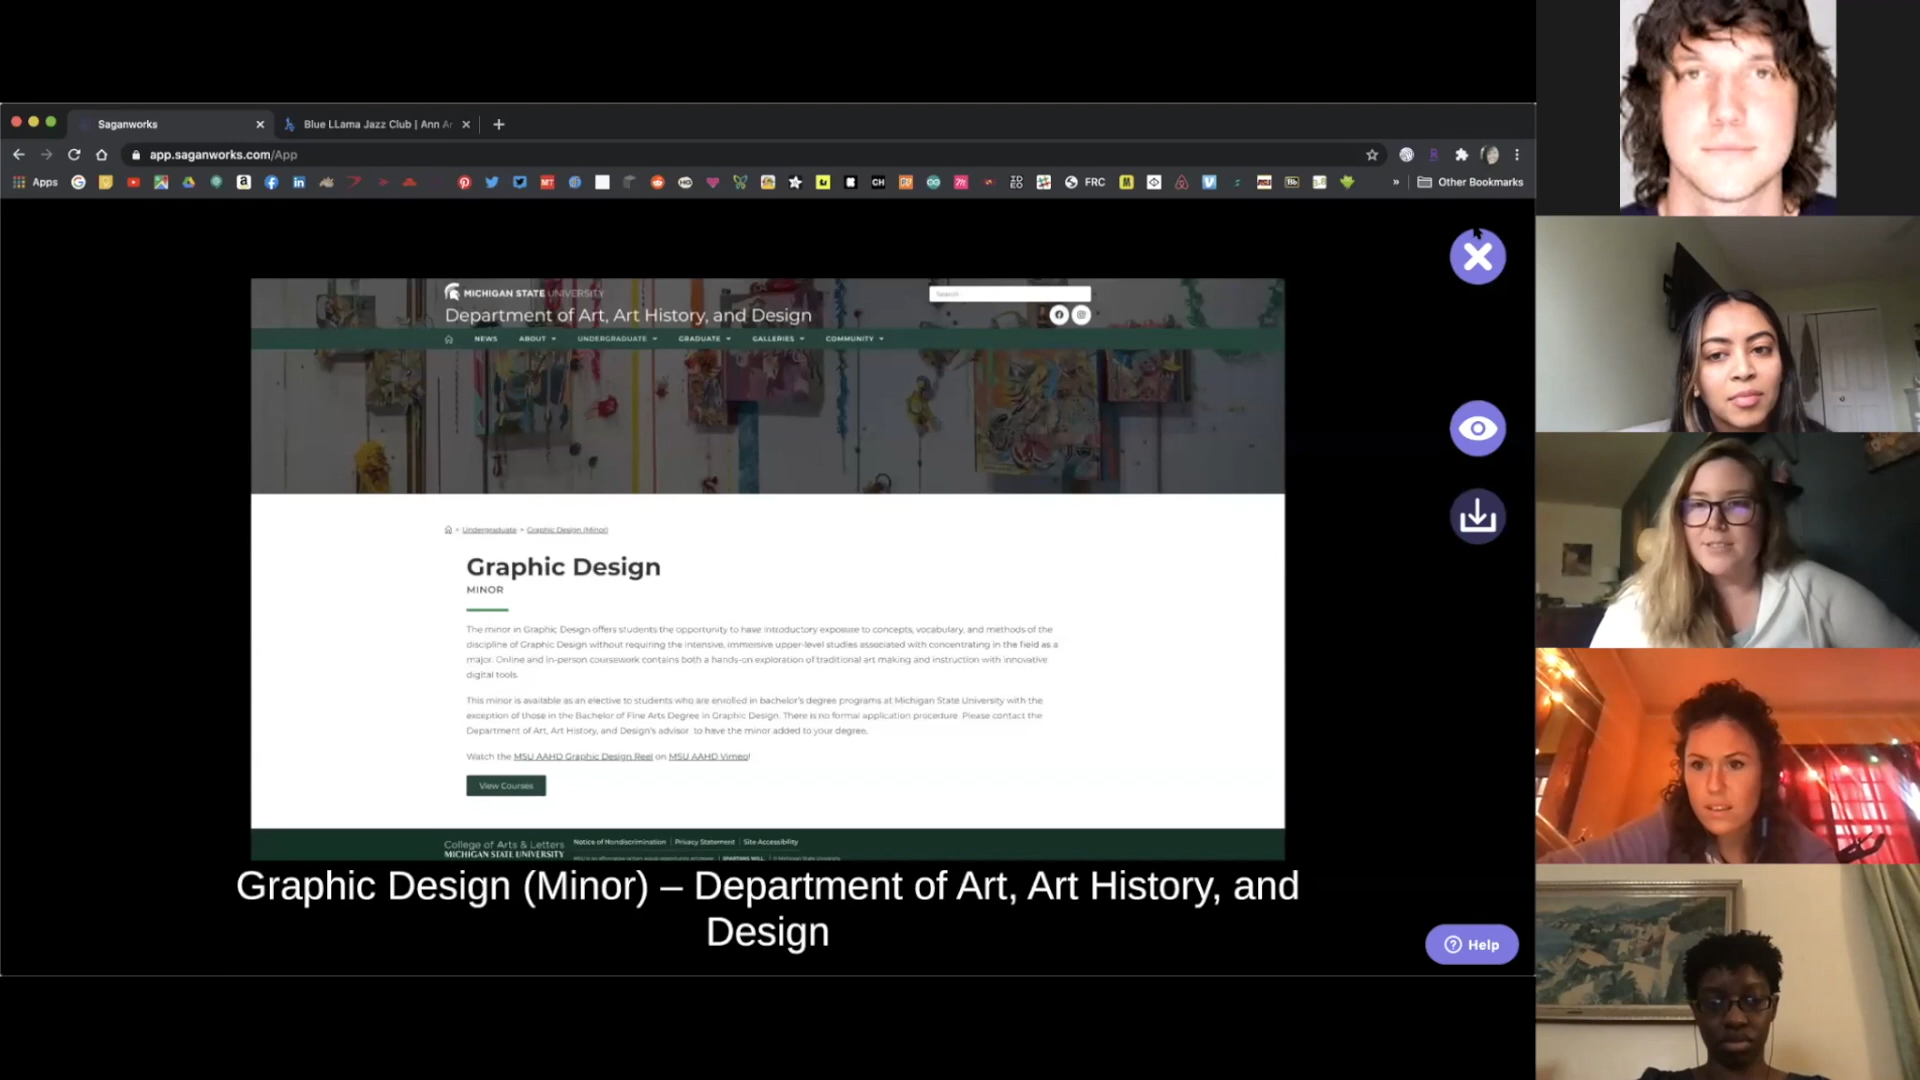 Saganworks
Blue LLama Jazz Club | Ann Ar
app.saganworks.com/App
Apps
FRC
» Other Bookmarks
MICHIGAN STATE UNIVERSITY
Search
Department of Art, Art History, and Design
NEWS ABOUT UNDERGRADUATE GRADUATE GALLERIES COMMUNITY
> Undergraduate > Graphic Design (Minor)
Graphic Design
MINOR
The minor in Graphic Design offers students the opportunity to have introductory exposure to concepts, vocabulary, and methods of the
discipline of Graphic Design without requiring the intensive, immersive upper-level studies associated with concentrating in the field as a
major. Online and in-person coursework contains both a hands-on exploration of traditional art making and instruction with innovative
digital tools.
This minor is available as an elective to students who are enrolled in bachelor's degree programs at Michigan State University with the
exception of those in the Bachelor of Fine Arts Degree in Graphic Design. There is no formal application procedure. Please contact the
Department of Art, Art History, and Design's advisor to have the minor added to your degree.
Watch the MSU AAHD Graphic Design Reel on MSU AAHD Vimeo!
View Courses
College of Arts & Letters
MICHIGAN STATE UNIVERSITY
Notice of Nondiscrimination | Privacy Statement | Site Accessibility
SPARTANS WILL.
Graphic Design (Minor) – Department of Art, Art History, and
Design
Help